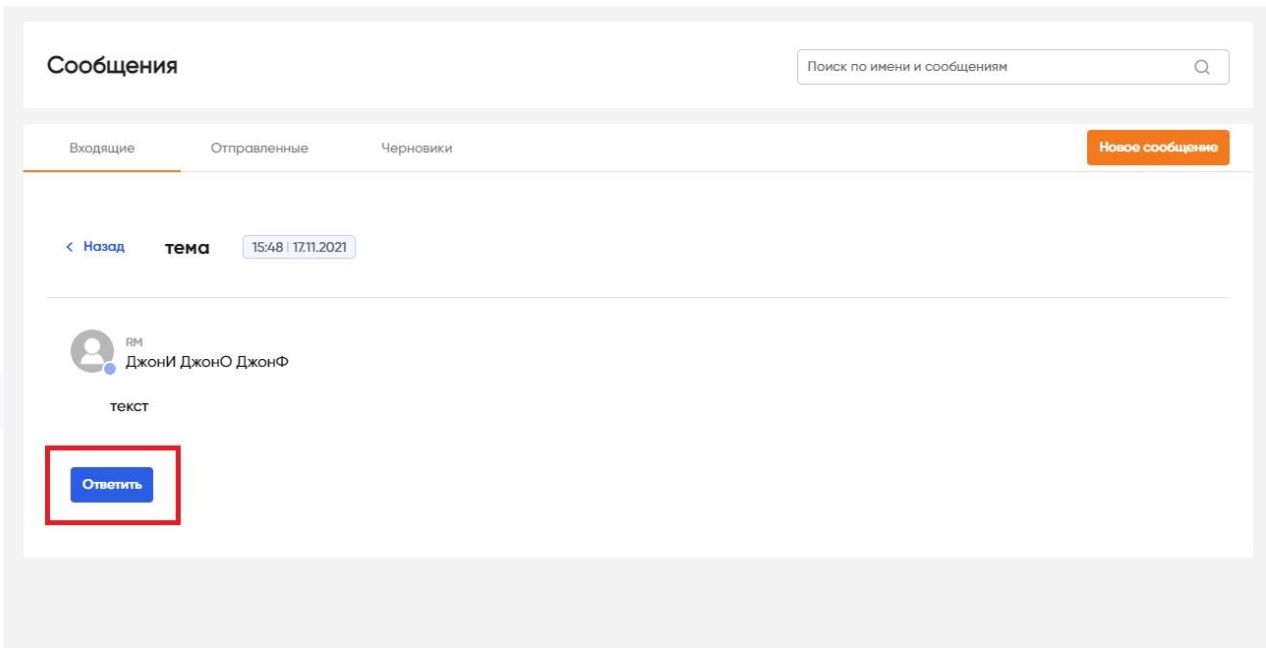 Сообщения
Поиск по имени и сообщениям
Входящие Отправленные Черновики Новое сообщение
Назад тема 15:48 | 17.11.2021
RM
ДжонИ ДжонО ДжонФ
текст
Ответить